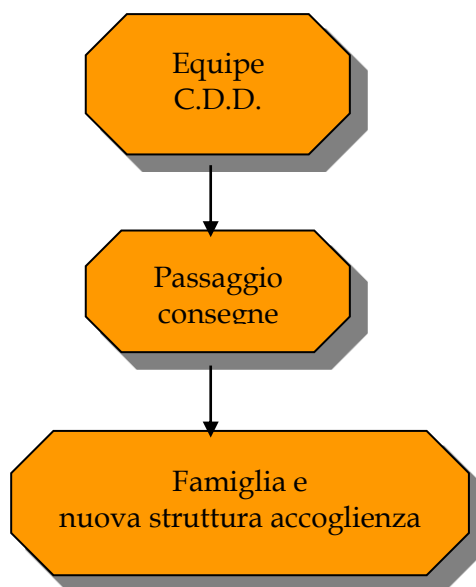 Equipe
C.D.D.
Passaggio
consegne
Famiglia e
nuova struttura accoglienza